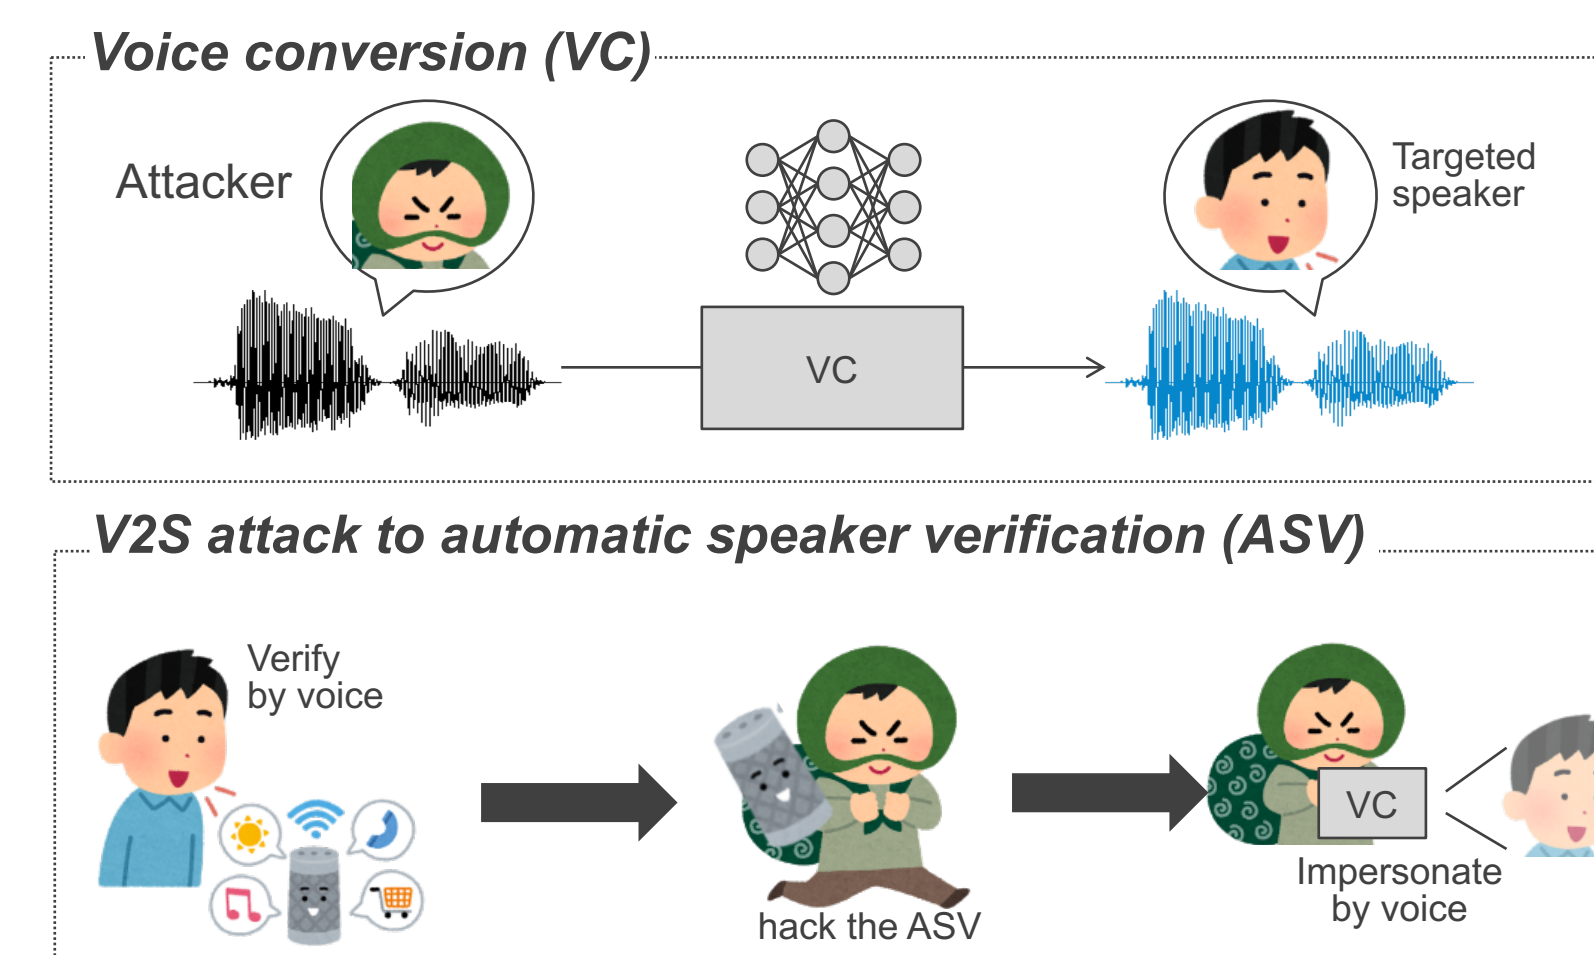 Voice conversion (VC)
Attacker
Targeted
speaker
VC
V2S attack to automatic speaker verification (ASV)
Verify
by voice
hack the ASV
VC
Impersonate
by voice